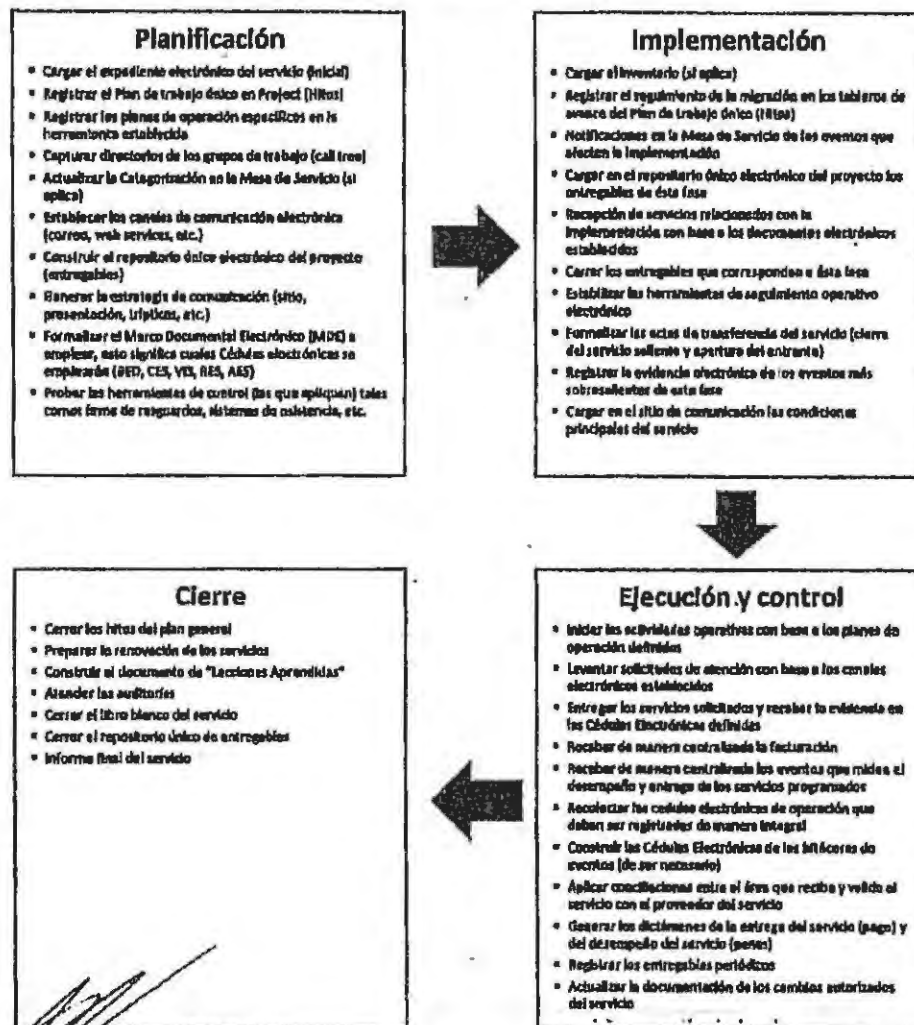 Planificación
Cargar el expediente electrónico del servicio (inicial)
Registrar el Plan de trabajo único en Project (Hitos)
Registrar los planes de operación específicos en la
herramienta establecida
Capturar directorios de los grupos de trabajo (call tree)
Actualizar la Categorización en la Mesa de Servicio (si
aplica)
Establecer los canales de comunicación electrónica
(correo, web services, etc.)
Construir el repositorio único electrónico del proyecto
(entregables)
Generar la estrategia de comunicación (sitio,
presentación, trípticos, etc.)
Formalizar el Marco Documental Electrónico (MDE) a
emplear, esto significa cuales Cédulas electrónicas se
emplearán (BED, CES, VIS, RES, AES)
Probar las herramientas de control (las que apliquen) tales
como: firma de resguardos, sistemas de asistencia, etc.
Implementación
Cargar el inventario (si aplica)
Registrar el seguimiento de la migración en los tableros de
avance del Plan de trabajo único (Hitos)
Notificaciones en la Mesa de Servicio de los eventos que
afecten la implementación
Cargar en el repositorio único electrónico del proyecto los
entregables de ésta fase
Recepción de servicios relacionados con la
implementación con base a los documentos electrónicos
establecidos
Cerrar los entregables que corresponden a ésta fase
Estabilizar las herramientas de seguimiento operativo
electrónico
Formalizar las actas de transferencia del servicio (cierre
del servicio saliente y apertura del entrante)
Registrar la evidencia electrónica de los eventos más
sobresalientes de esta fase
Cargar en el sitio de comunicación las condiciones
principales del servicio
Ejecución y control
Iniciar las actividades operativas con base a los planes de
operación definidos
Levantar solicitudes de atención con base a los canales
electrónicos establecidos
Entregar los servicios solicitados y recabar la evidencia en
las Cédulas Electrónicas definidas
Recabar de manera centralizada la facturación
Recabar de manera centralizada los eventos que miden el
desempeño y entrega de los servicios programados
Recolectar las cedulas electrónicas de operación que
deban ser registradas de manera integral
Construir las Cédulas Electrónicas de las bitácoras de
eventos (de ser necesario)
Aplicar conciliaciones entre el área que recibe y valida el
servicio con el proveedor del servicio
Generar los dictámenes de la entrega del servicio (pago) y
del desempeño del servicio (penas)
Registrar los entregables periódicos
Actualizar la documentación de los cambios autorizados
del servicio
Cierre
Cerrar los hitos del plan general
Preparar la renovación de los servicios
Construir el documento de "Lecciones Aprendidas"
Atender las auditorías
Cerrar el libro blanco del servicio
Cerrar el repositorio único de entregables
Informe final del servicio